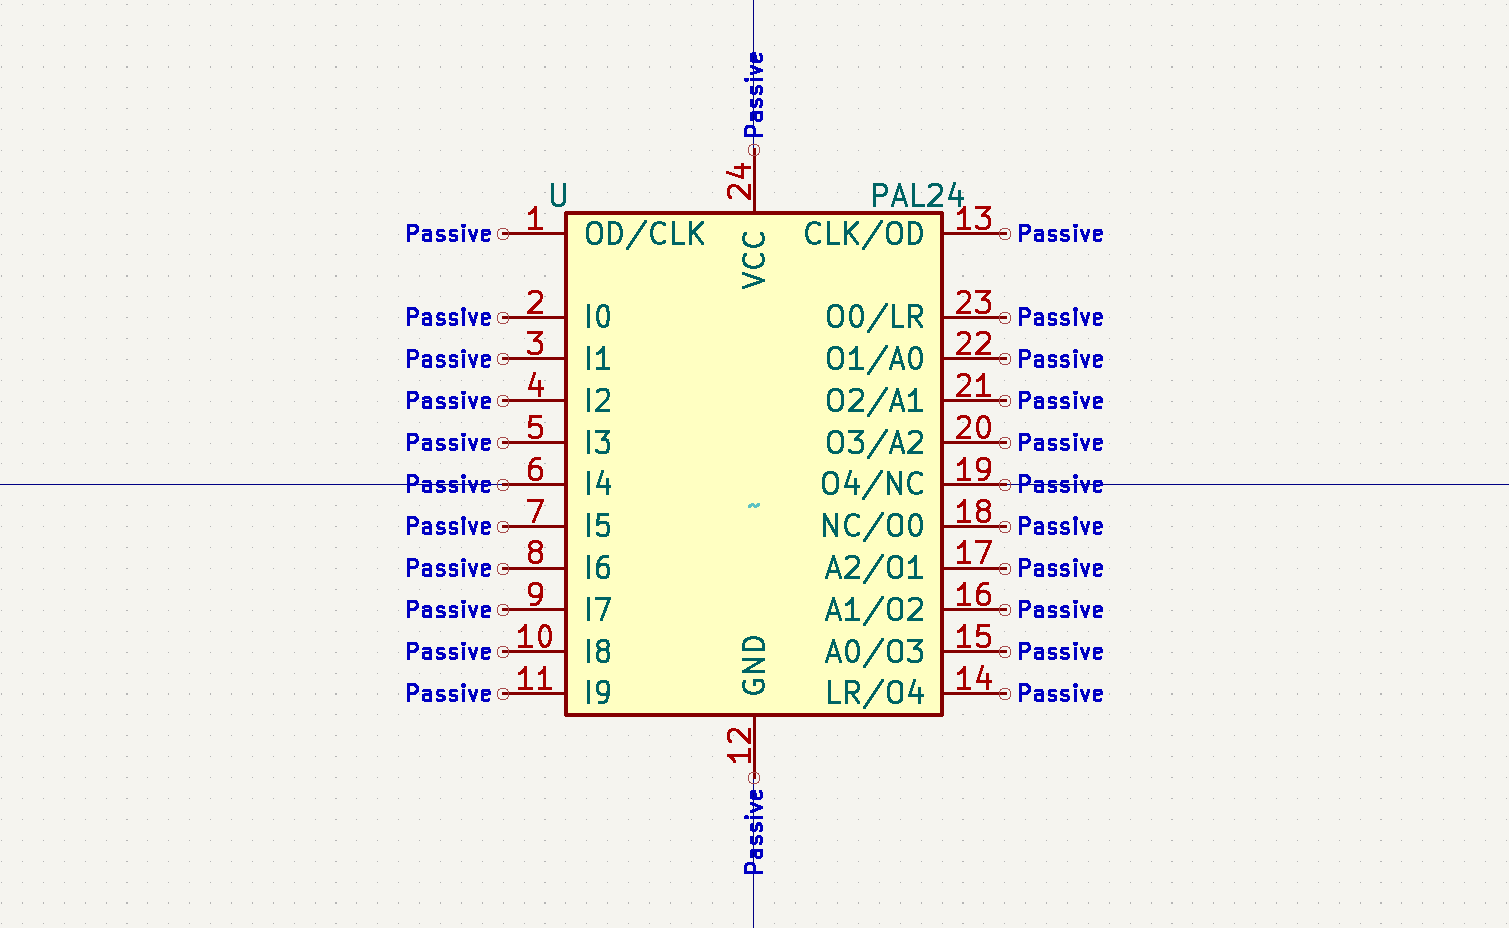 Passive
24
U PAL24
Passive 1 OD/CLK VCC CLK/OD 13 Passive
Passive 2 I0 O0/LR 23 Passive
Passive 3 I1 O1/A0 22 Passive
Passive 4 I2 O2/A1 21 Passive
Passive 5 I3 O3/A2 20 Passive
Passive 6 I4 O4/NC 19 Passive
~
Passive 7 I5 NC/O0 18 Passive
Passive 8 I6 A2/O1 17 Passive
Passive 9 I7 A1/O2 16 Passive
Passive 10 I8 GND A0/O3 15 Passive
Passive 11 I9 LR/O4 14 Passive
12
Passive